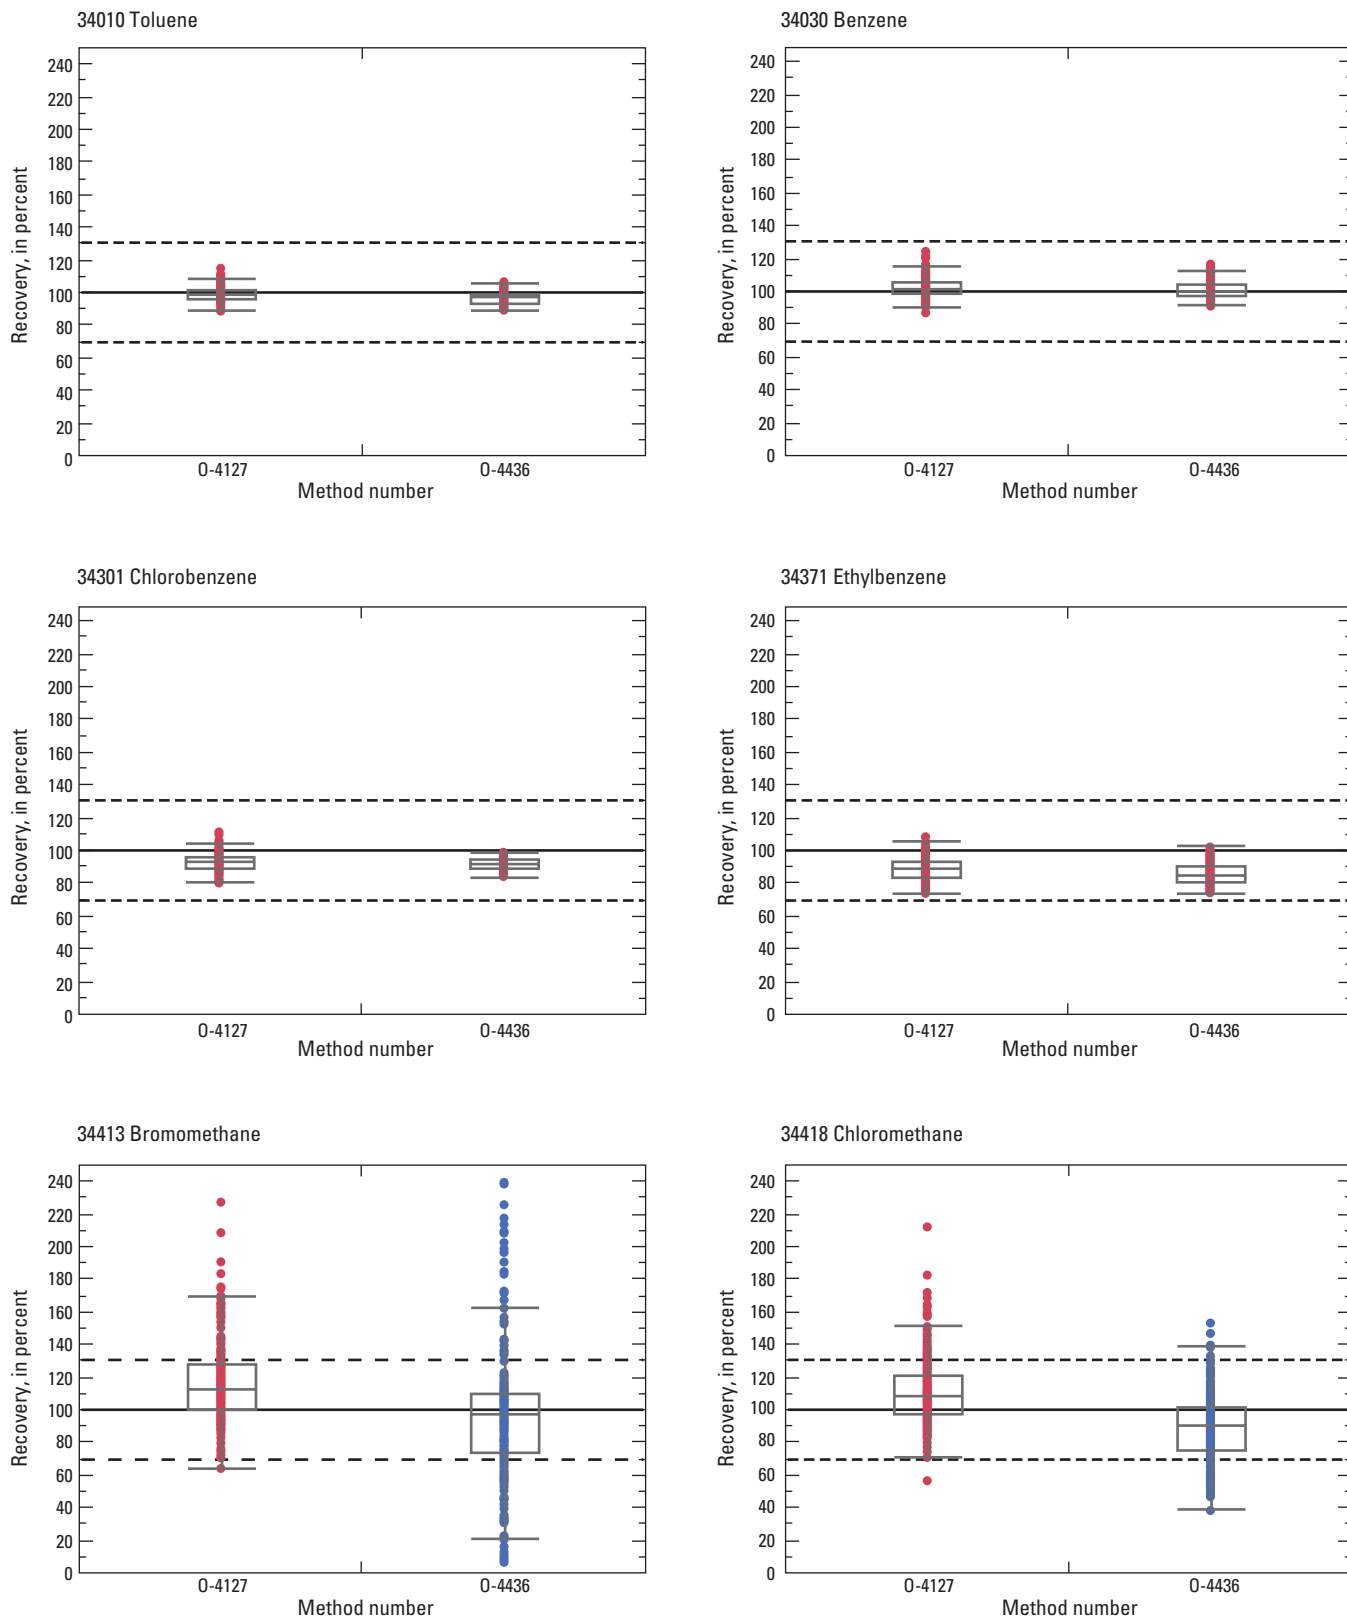 34010 Toluene
240
220
200
180
160
140
120
100
80
60
40
20
0
Recovery, in percent
O-4127
O-4436
Method number
34030 Benzene
240
220
200
180
160
140
120
100
80
60
40
20
0
Recovery, in percent
O-4127
O-4436
Method number
34301 Chlorobenzene
240
220
200
180
160
140
120
100
80
60
40
20
0
Recovery, in percent
O-4127
O-4436
Method number
34371 Ethylbenzene
240
220
200
180
160
140
120
100
80
60
40
20
0
Recovery, in percent
O-4127
O-4436
Method number
34413 Bromomethane
240
220
200
180
160
140
120
100
80
60
40
20
0
Recovery, in percent
O-4127
O-4436
Method number
34418 Chloromethane
240
220
200
180
160
140
120
100
80
60
40
20
0
Recovery, in percent
O-4127
O-4436
Method number